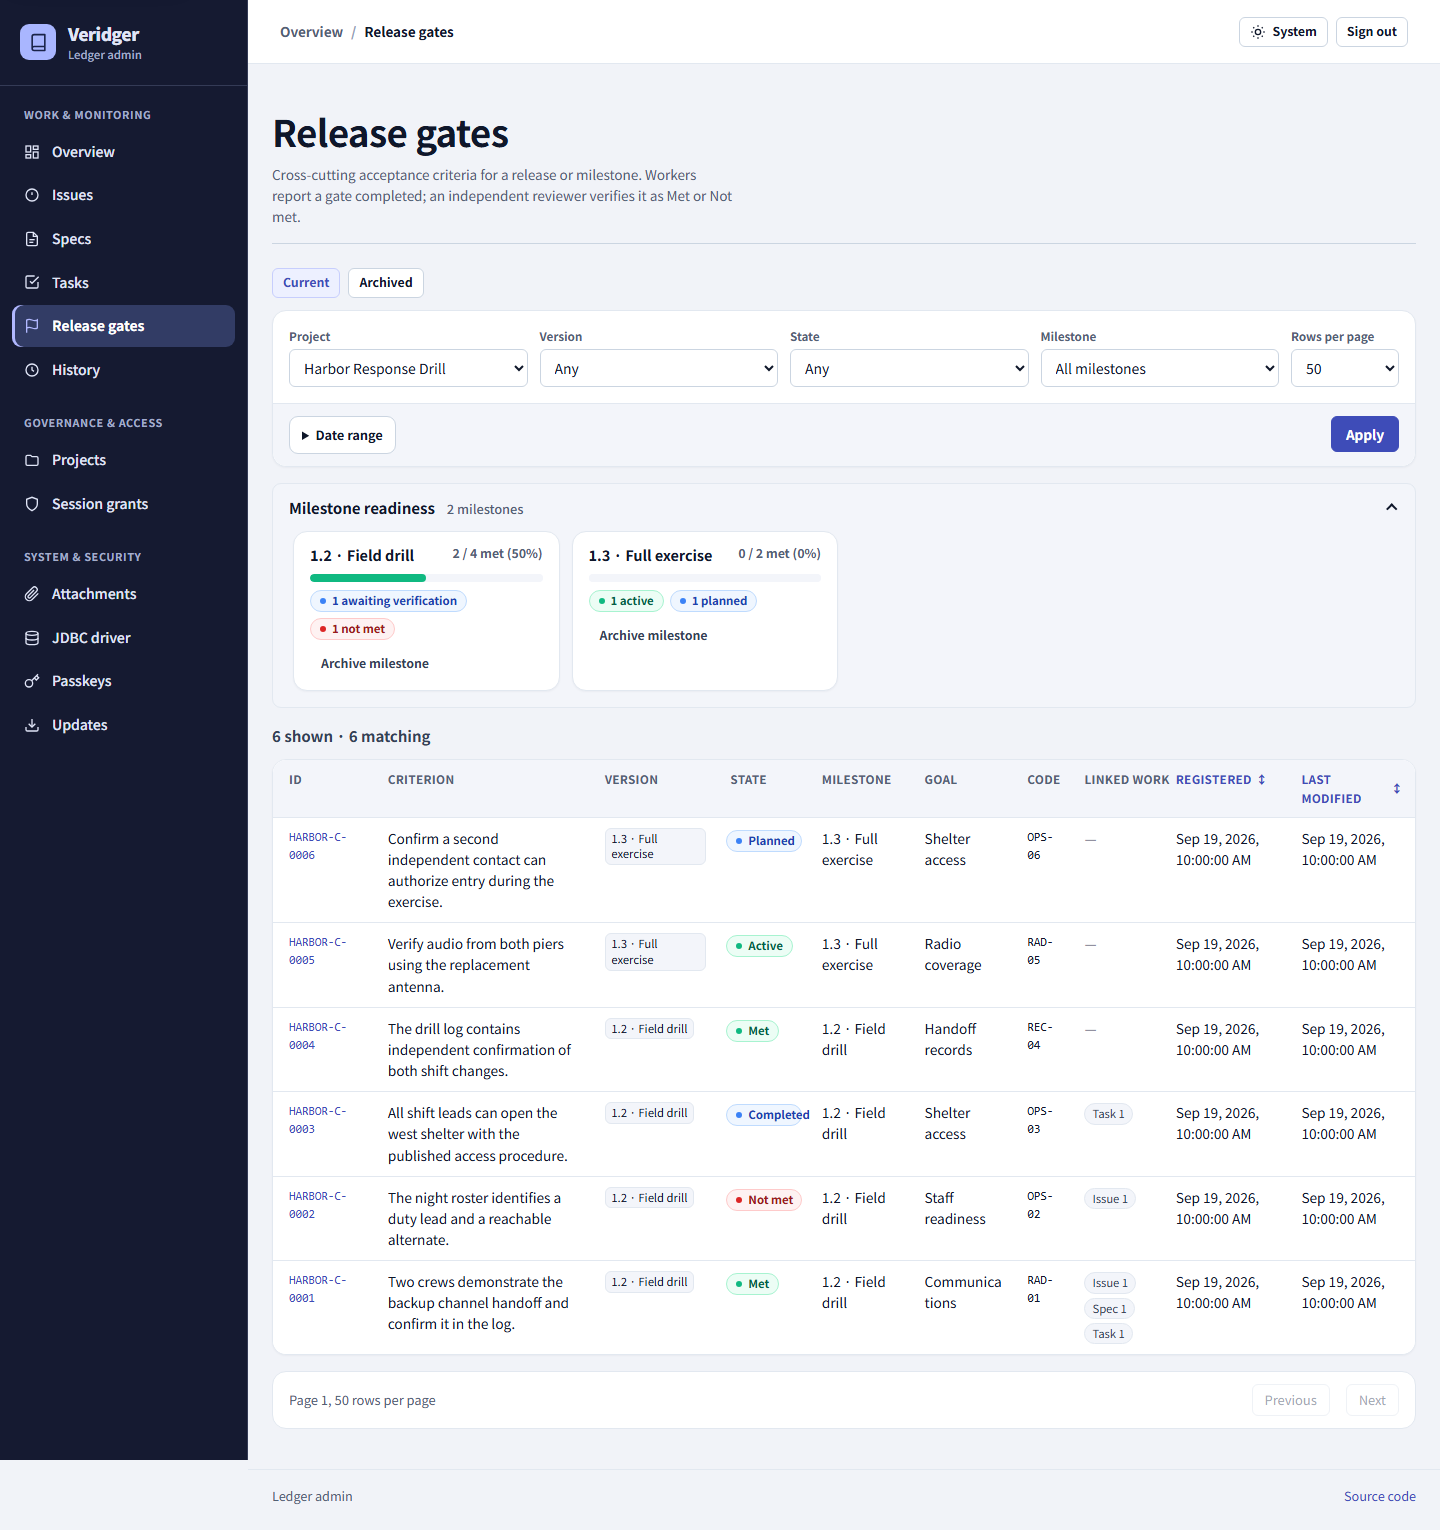 Veridger
Ledger admin
WORK & MONITORING
Overview
Issues
Specs
Tasks
Release gates
History
GOVERNANCE & ACCESS
Projects
Session grants
SYSTEM & SECURITY
Attachments
JDBC driver
Passkeys
Updates
Overview / Release gates
System
Sign out
Release gates
Cross-cutting acceptance criteria for a release or milestone. Workers
report a gate completed; an independent reviewer verifies it as Met or Not
met.
Current
Archived
Project
Version
State
Milestone
Rows per page
Harbor Response Drill
Any
Any
All milestones
50
Date range
Apply
Milestone readiness 2 milestones
1.2 · Field drill 2 / 4 met (50%)
1 awaiting verification
1 not met
Archive milestone
1.3 · Full exercise 0 / 2 met (0%)
1 active
1 planned
Archive milestone
6 shown · 6 matching
ID
CRITERION
VERSION
STATE
MILESTONE
GOAL
CODE
LINKED WORK
REGISTERED ↕
LAST
MODIFIED ↕
HARBOR-C-
0006
Confirm a second
independent contact can
authorize entry during the
exercise.
1.3 · Full
exercise
Planned
1.3 · Full
exercise
Shelter
access
OPS-
06
—
Sep 19, 2026,
10:00:00 AM
Sep 19, 2026,
10:00:00 AM
HARBOR-C-
0005
Verify audio from both piers
using the replacement
antenna.
1.3 · Full
exercise
Active
1.3 · Full
exercise
Radio
coverage
RAD-
05
—
Sep 19, 2026,
10:00:00 AM
Sep 19, 2026,
10:00:00 AM
HARBOR-C-
0004
The drill log contains
independent confirmation of
both shift changes.
1.2 · Field drill
Met
1.2 · Field
drill
Handoff
records
REC-
04
—
Sep 19, 2026,
10:00:00 AM
Sep 19, 2026,
10:00:00 AM
HARBOR-C-
0003
All shift leads can open the
west shelter with the
published access procedure.
1.2 · Field drill
Completed
1.2 · Field
drill
Shelter
access
OPS-
03
Task 1
Sep 19, 2026,
10:00:00 AM
Sep 19, 2026,
10:00:00 AM
HARBOR-C-
0002
The night roster identifies a
duty lead and a reachable
alternate.
1.2 · Field drill
Not met
1.2 · Field
drill
Staff
readiness
OPS-
02
Issue 1
Sep 19, 2026,
10:00:00 AM
Sep 19, 2026,
10:00:00 AM
HARBOR-C-
0001
Two crews demonstrate the
backup channel handoff and
confirm it in the log.
1.2 · Field drill
Met
1.2 · Field
drill
Communica
tions
RAD-
01
Issue 1
Spec 1
Task 1
Sep 19, 2026,
10:00:00 AM
Sep 19, 2026,
10:00:00 AM
Page 1, 50 rows per page
Previous
Next
Ledger admin
Source code